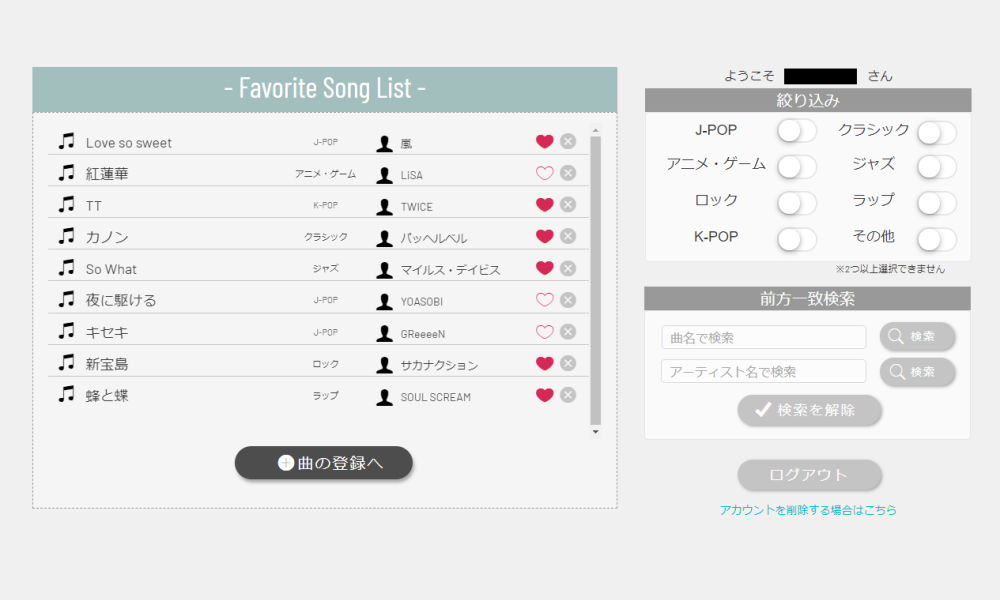 - Favorite Song List -
Love so sweet J-POP 嵐
紅蓮華 アニメ・ゲーム LiSA
TT K-POP TWICE
カノン クラシック パッヘルベル
So What ジャズ マイルス・デイビス
夜に駆ける J-POP YOASOBI
キセキ J-POP GReeeeN
新宝島 ロック サカナクション
蜂と蝶 ラップ SOUL SCREAM
曲の登録へ
ようこそ さん
絞り込み
J-POP クラシック
アニメ・ゲーム ジャズ
ロック ラップ
K-POP その他
※2つ以上選択できません
前方一致検索
曲名で検索 検索
アーティスト名で検索 検索
検索を解除
ログアウト
アカウントを削除する場合はこちら